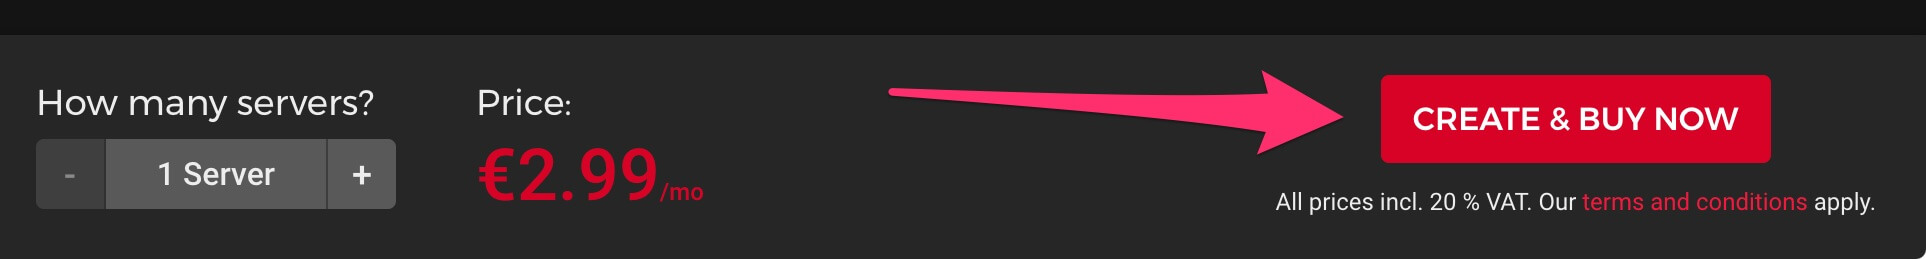 How many servers?
- 1 Server +
Price:
€2.99/mo
CREATE & BUY NOW
All prices incl. 20 % VAT. Our terms and conditions apply.